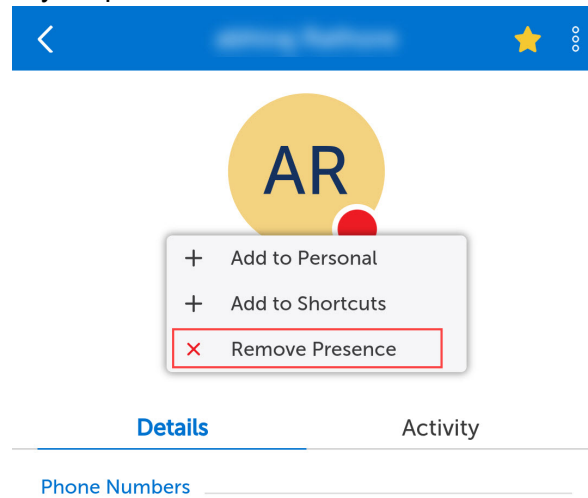 AR
+ Add to Personal
+ Add to Shortcuts
× Remove Presence
Details Activity
Phone Numbers